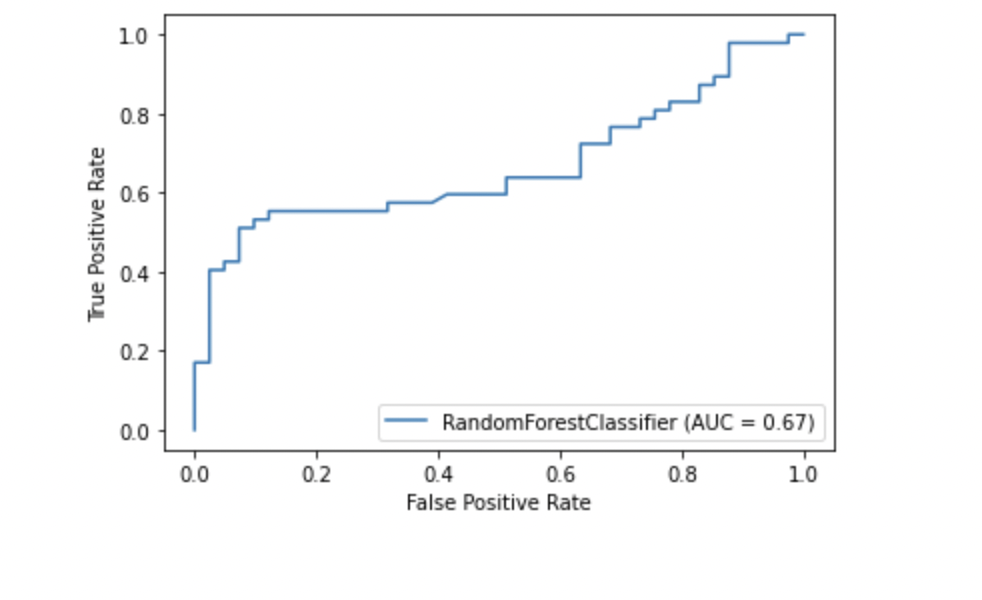 1.0
0.8
0.6
0.4
0.2
0.0
True Positive Rate
RandomForestClassifier (AUC = 0.67)
0.0 0.2 0.4 0.6 0.8 1.0
False Positive Rate